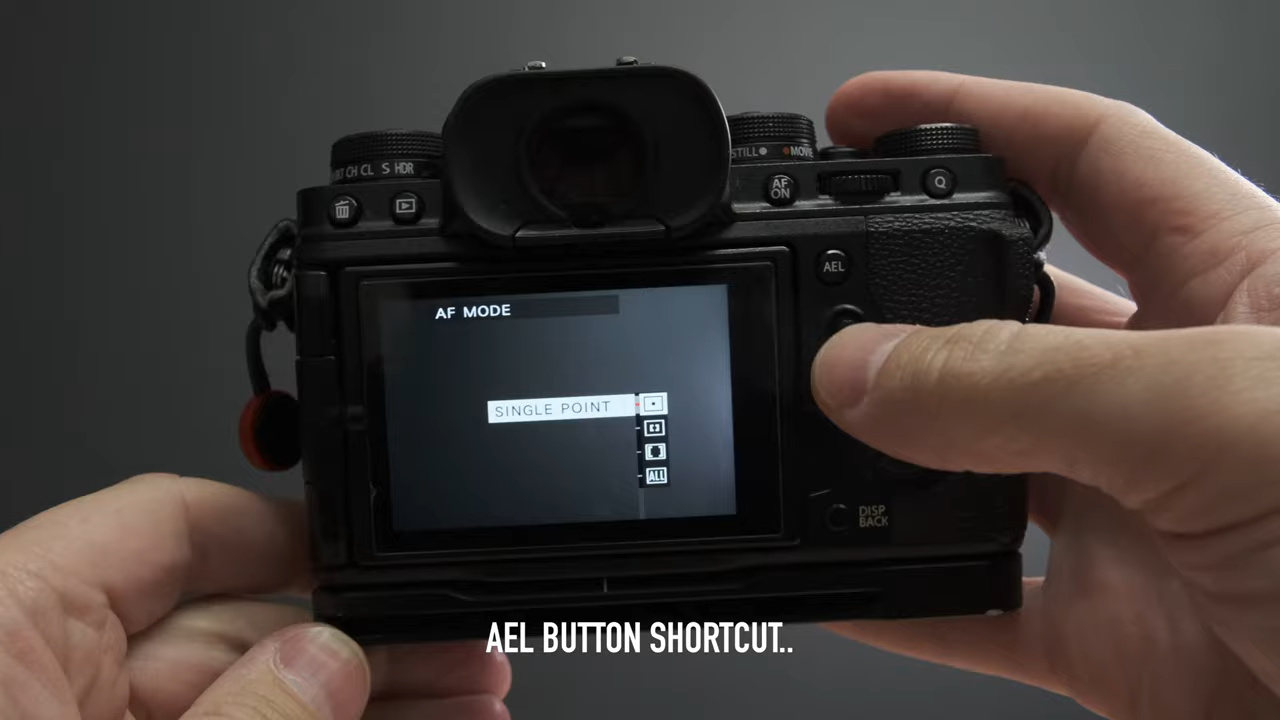 CH CL S HDR
STILL MOVIE
AF
ON
Q
AEL
AF MODE
SINGLE POINT
ALL
DISP
BACK
AEL BUTTON SHORTCUT..